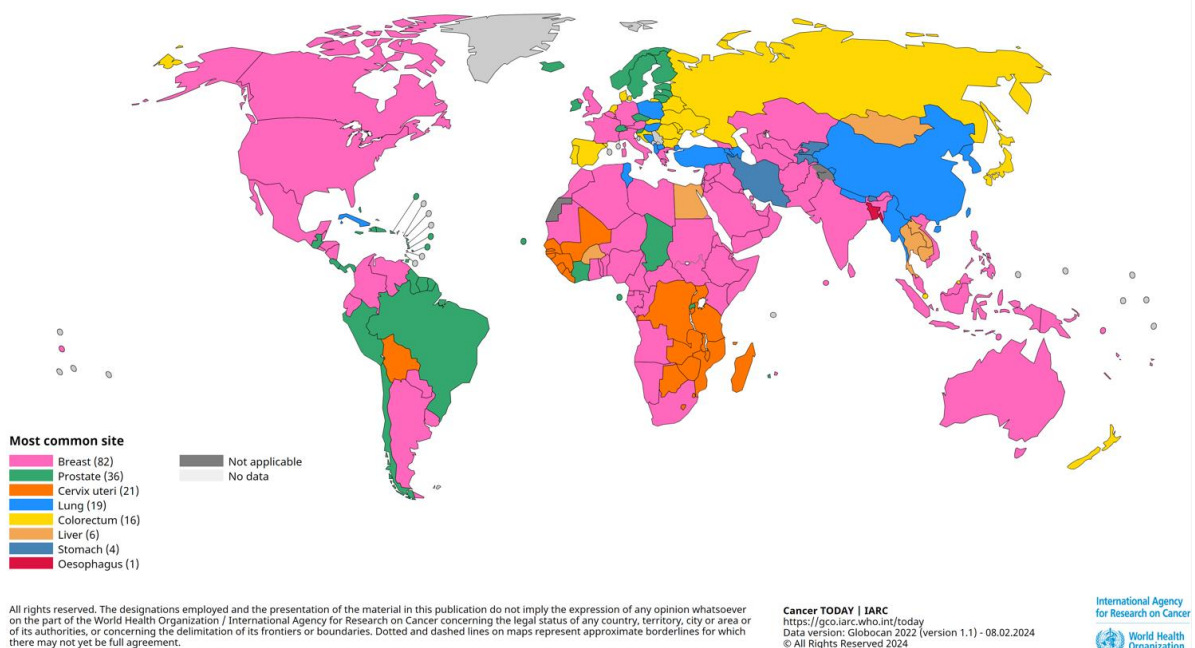 Most common site
Breast (82)
Prostate (36)
Cervix uteri (21)
Lung (19)
Colorectum (16)
Liver (6)
Stomach (4)
Oesophagus (1)
Not applicable
No data
All rights reserved. The designations employed and the presentation of the material in this publication do not imply the expression of any opinion whatsoever
on the part of the World Health Organization / International Agency for Research on Cancer concerning the legal status of any country, territory, city or area or
of its authorities, or concerning the delimitation of its frontiers or boundaries. Dotted and dashed lines on maps represent approximate borderlines for which
there may not yet be full agreement.
Cancer TODAY | IARC
https://gco.iarc.who.int/today
Data version: Globocan 2022 (version 1.1) - 08.02.2024
© All Rights Reserved 2024
International Agency
for Research on Cancer
World Health
Organization